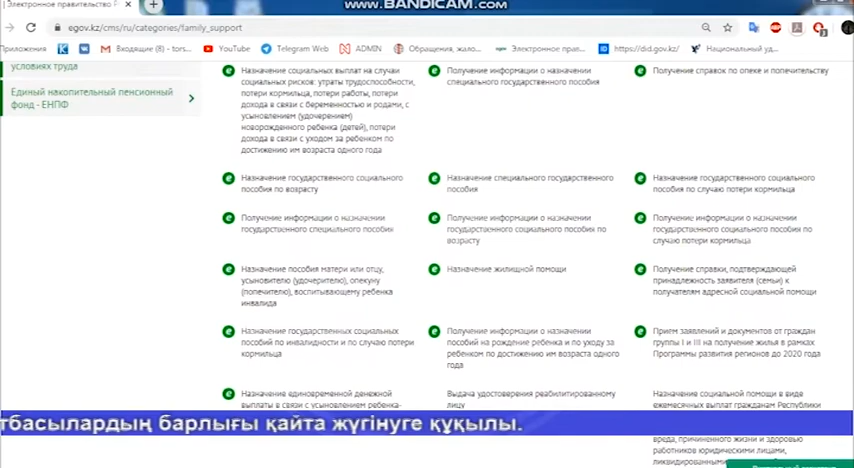 www.BANDICAM.com
Электронное правительство Р
egov.kz/cms/ru/categories/family_support
Приложения
Входящие (8) - tors...
YouTube
Telegram Web
ADMIN
Обращения, жало...
Электронное прав...
https://did.gov.kz/
Национальный уд...
условиях труда
Единый накопительный пенсионный
фонд - ЕНПФ
Назначение социальных выплат на случаи
социальных рисков: утраты трудоспособности,
потери кормильца, потери работы, потери
дохода в связи с беременностью и родами, с
усыновлением (удочерением)
новорожденного ребенка (детей), потери
дохода в связи с уходом за ребенком по
достижению им возраста одного года
Получение информации о назначении
специального государственного пособия
Получение справок по опеке и попечительству
Назначение государственного социального
пособия по возрасту
Назначение специального государственного
пособия
Назначение государственного социального
пособия по случаю потери кормильца
Получение информации о назначении
государственного специального пособия
Получение информации о назначении
государственного социального пособия по
возрасту
Получение информации о назначении
государственного социального пособия по
случаю потери кормильца
Назначение пособия матери или отцу,
усыновителю (удочерителю), опекуну
(попечителю), воспитывающему ребенка
инвалида
Назначение жилищной помощи
Получение справки, подтверждающей
принадлежность заявителя (семьи) к
получателям адресной социальной помощи
Назначение государственных социальных
пособий по инвалидности и по случаю потери
кормильца
Получение информации о назначении
пособий на рождение ребенка и по уходу за
ребенком по достижению им возраста одного
года
Прием заявлений и документов от граждан
группы I и III на получение жилья в рамках
Программы развития регионов до 2020 года
Назначение единовременной денежной
выплаты в связи с усыновлением ребенка-
Выдача удостоверения реабилитированному
лицу
Назначение социальной помощи в виде
ежемесячных выплат гражданам Республики
тбасылардың барлығы қайта жүгінуге құқылы.
вреда, причиненного жизни и здоровью
работников юридическими лицами,
ликвидированными